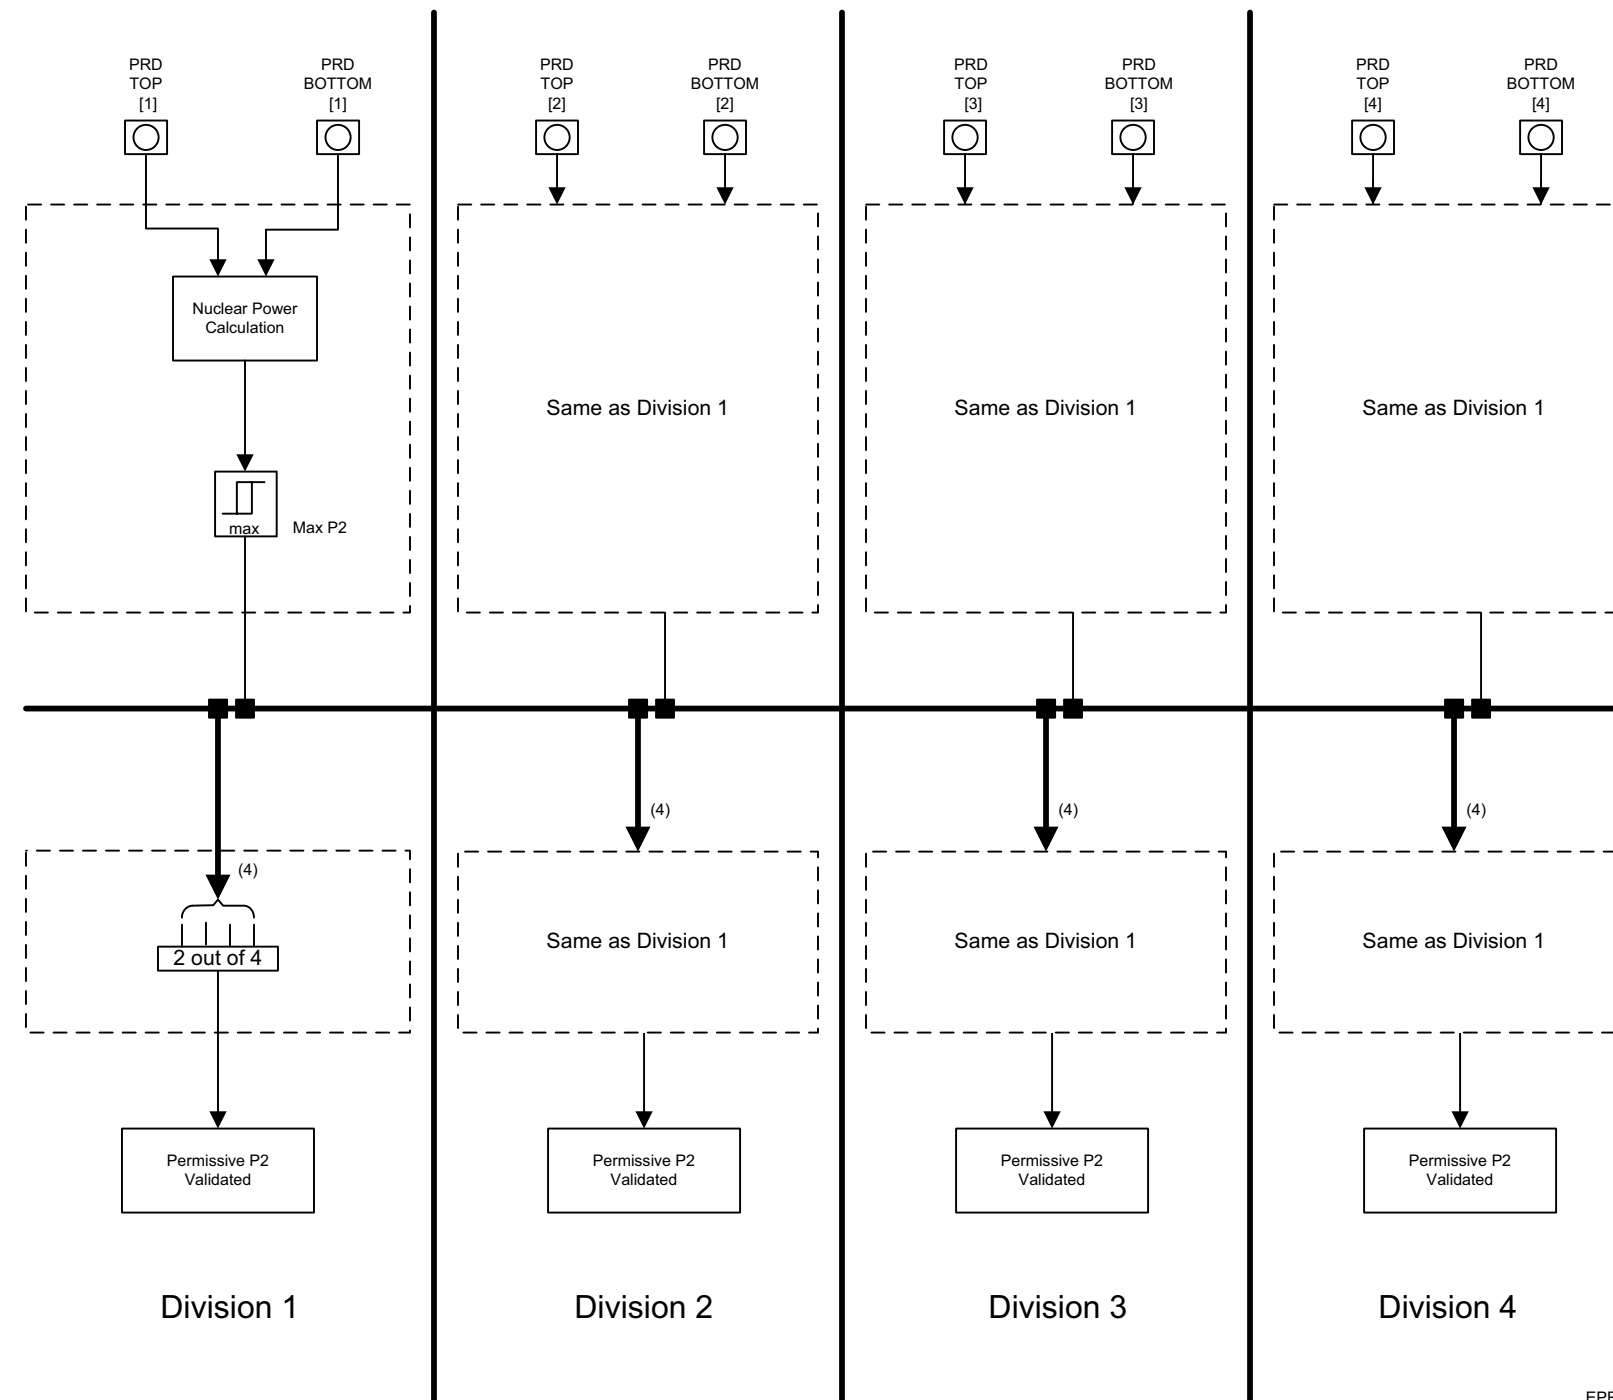 PRD
TOP
[1]
PRD
BOTTOM
[1]
PRD
TOP
[2]
PRD
BOTTOM
[2]
PRD
TOP
[3]
PRD
BOTTOM
[3]
PRD
TOP
[4]
PRD
BOTTOM
[4]
Nuclear Power
Calculation
max
Max P2
Same as Division 1
Same as Division 1
Same as Division 1
(4)
(4)
(4)
(4)
2 out of 4
Same as Division 1
Same as Division 1
Same as Division 1
Permissive P2
Validated
Permissive P2
Validated
Permissive P2
Validated
Permissive P2
Validated
Division 1
Division 2
Division 3
Division 4